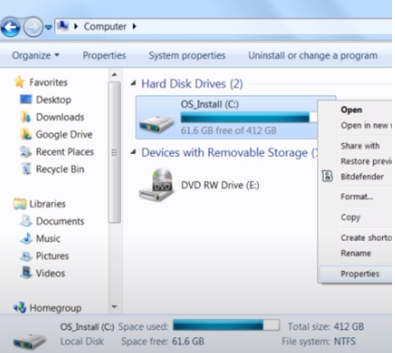 Computer
Organize
Properties
System properties
Uninstall or change a program
Favorites
Desktop
Downloads
Google Drive
Recent Places
Recycle Bin
Libraries
Documents
Music
Pictures
Videos
Homegroup
Hard Disk Drives (2)
OS_Install (C:)
61.6 GB free of 412 GB
Devices with Removable Storage (
DVD RW Drive (E:)
DVD
Open
Open in new
Share with
Restore previ
Bitdefender
Format...
Copy
Create shortc
Rename
Properties
OS_Install (C:) Space used: Total size: 412 GB
Local Disk Space free: 61.6 GB File system: NTFS